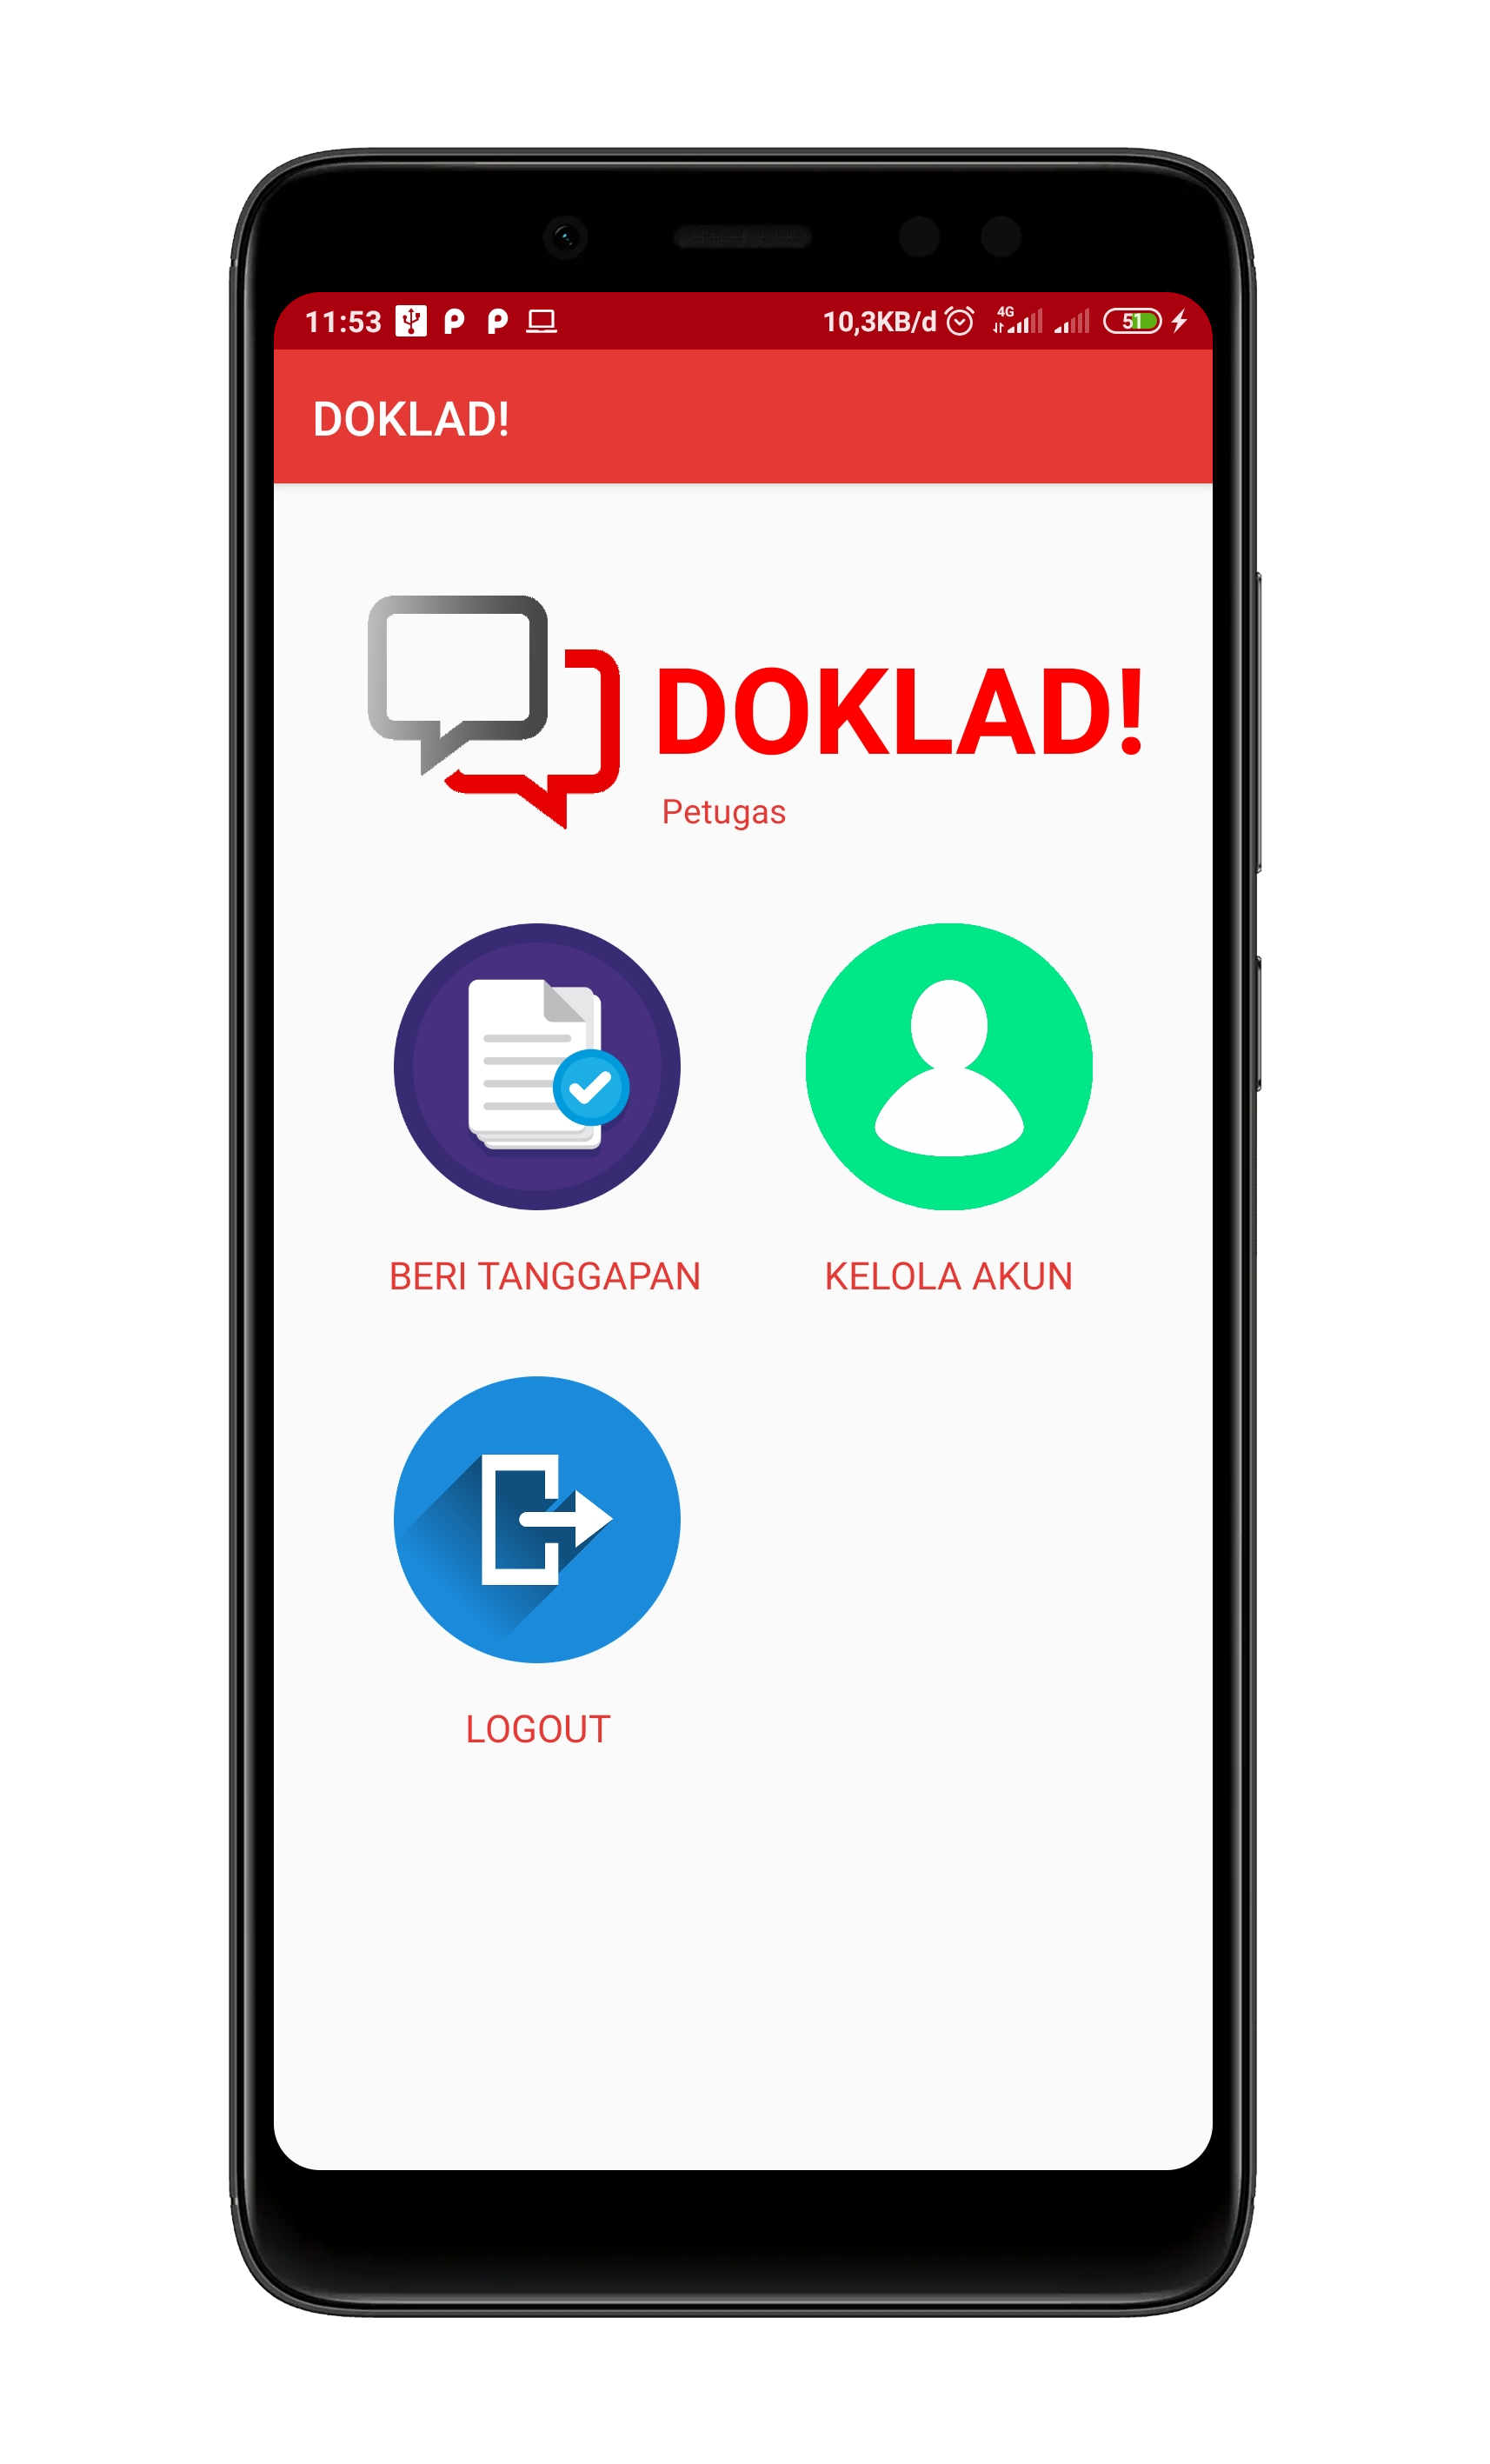 11:53 10,3KB/d 4G 51
DOKLAD!
DOKLAD!
Petugas
BERI TANGGAPAN KELOLA AKUN
LOGOUT